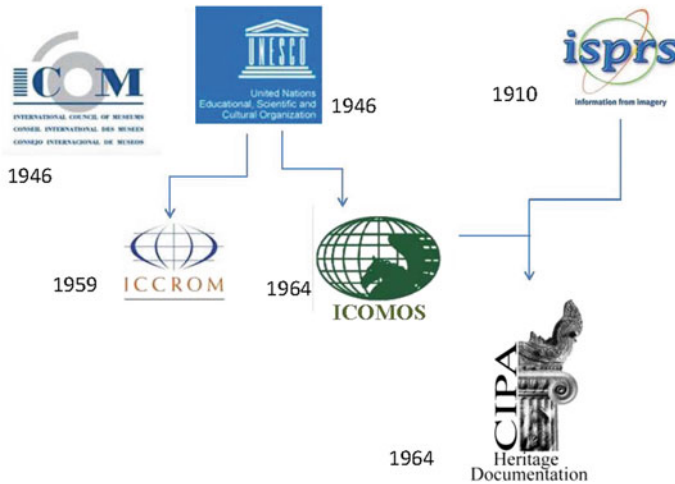 ICOM
INTERNATIONAL COUNCIL OF MUSEUMS
CONSEIL INTERNATIONAL DES MUSEES
CONSEJO INTERNACIONAL DE MUSEOS
1946
UNESCO
United Nations
Educational, Scientific and
Cultural Organization
1946
isprs
information from imagery
1910
ICCROM
1959
ICOMOS
1964
CIPA
Heritage
Documentation
1964